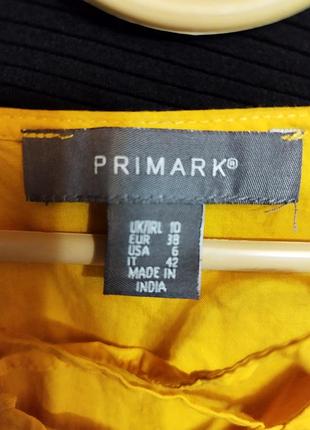 PRIMARK®
UK/IRL 10
EUR 38
USA 6
IT 42
MADE IN
INDIA